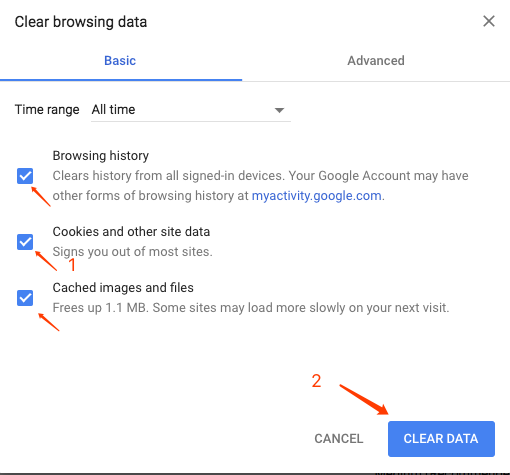 Clear browsing data
Basic
Advanced
Time range All time
Browsing history
Clears history from all signed-in devices. Your Google Account may have
other forms of browsing history at myactivity.google.com.
Cookies and other site data
1
Signs you out of most sites.
Cached images and files
Frees up 1.1 MB. Some sites may load more slowly on your next visit.
2
CANCEL
CLEAR DATA